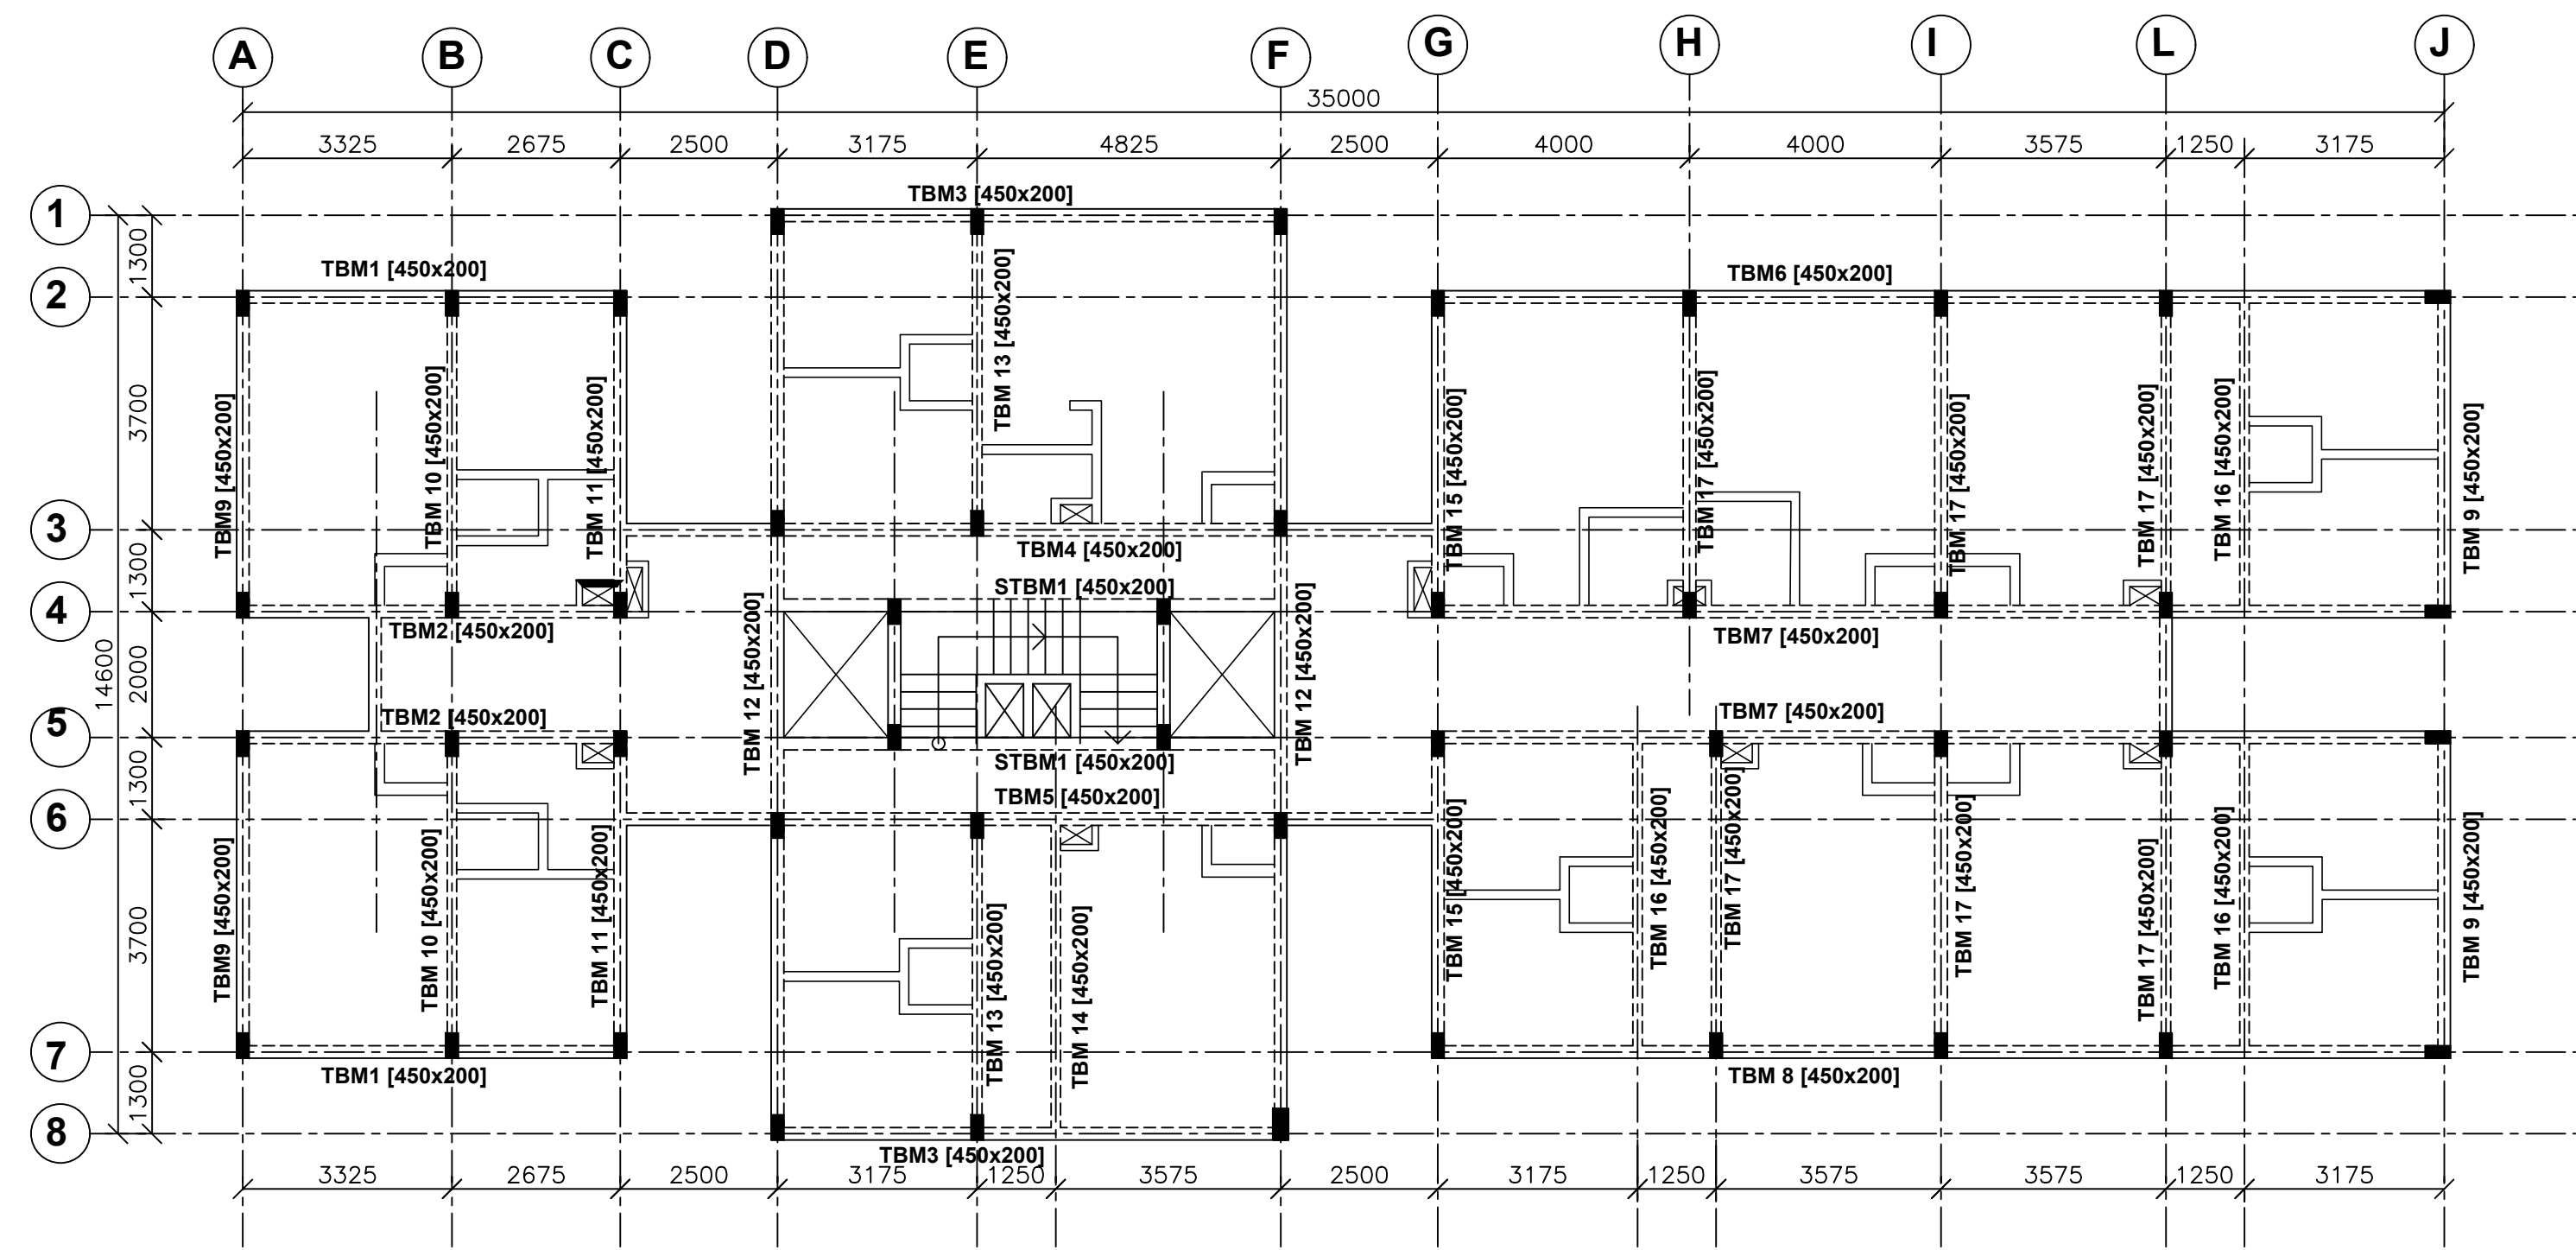 A B C D E F G H I L J
35000
3325 2675 2500 3175 4825 2500 4000 4000 3575 1250 3175
1
TBM3 [450x200]
1300
2
TBM1 [450x200]
TBM6 [450x200]
3700
TBM9 [450x200]
TBM 10 [450x200]
TBM 11 [450x200]
TBM 13 [450x200]
TBM 15 [450x200]
TBM 17 [450x200]
TBM 17 [450x200]
TBM 17 [450x200]
TBM 16 [450x200]
TBM 9 [450x200]
3
TBM4 [450x200]
1300
STBM1 [450x200]
4
TBM2 [450x200]
TBM7 [450x200]
14600
2000
TBM 12 [450x200]
TBM 12 [450x200]
TBM2 [450x200]
TBM7 [450x200]
5
STBM1 [450x200]
1300
TBM5 [450x200]
6
TBM9 [450x200]
TBM 10 [450x200]
TBM 11 [450x200]
TBM 13 [450x200]
TBM 14 [450x200]
TBM 15 [450x200]
TBM 16 [450x200]
TBM 17 [450x200]
TBM 17 [450x200]
TBM 17 [450x200]
TBM 16 [450x200]
TBM 9 [450x200]
3700
7
TBM1 [450x200]
TBM 8 [450x200]
1300
8
TBM3 [450x200]
3325 2675 2500 3175 1250 3575 2500 3175 1250 3575 3575 1250 3175